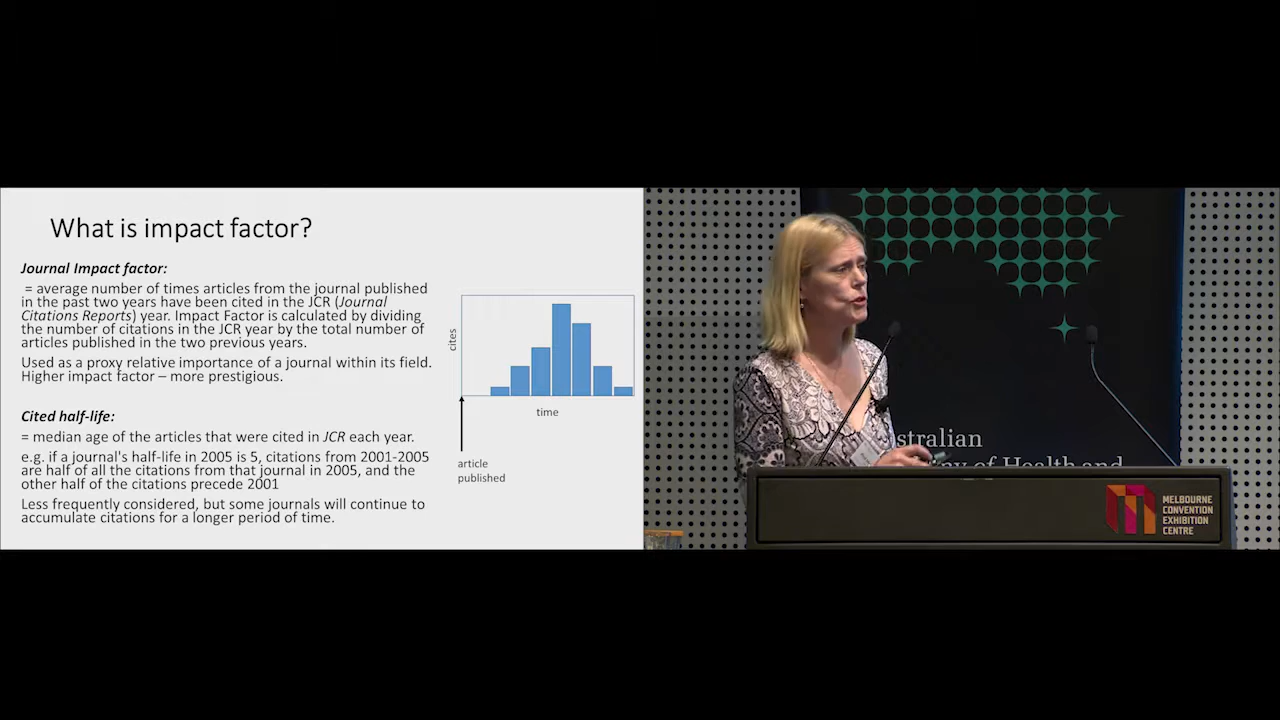 What is impact factor?
Journal Impact factor:
= average number of times articles from the journal published
in the past two years have been cited in the JCR (Journal
Citations Reports) year. Impact Factor is calculated by dividing
the number of citations in the JCR year by the total number of
articles published in the two previous years.
Used as a proxy relative importance of a journal within its field.
Higher impact factor – more prestigious.
Cited half-life:
= median age of the articles that were cited in JCR each year.
e.g. if a journal's half-life in 2005 is 5, citations from 2001-2005
are half of all the citations from that journal in 2005, and the
other half of the citations precede 2001
Less frequently considered, but some journals will continue to
accumulate citations for a longer period of time.
cites
time
article
published
stralian
my of Health and
MELBOURNE
CONVENTION
EXHIBITION
CENTRE